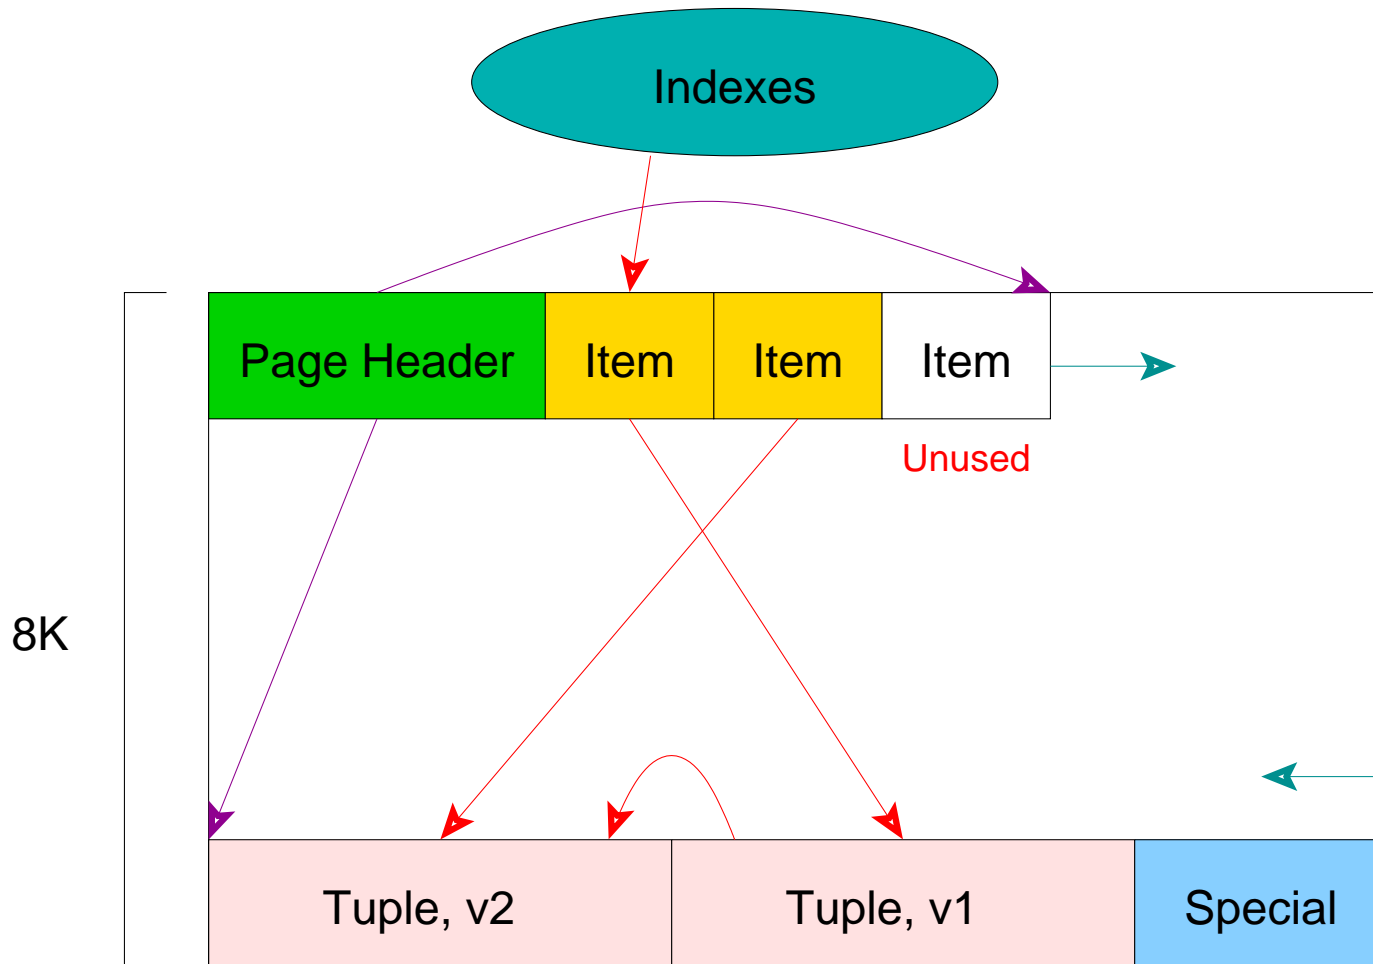 Indexes
Page Header
Item
Item
Item
Unused
8K
Tuple, v2
Tuple, v1
Special